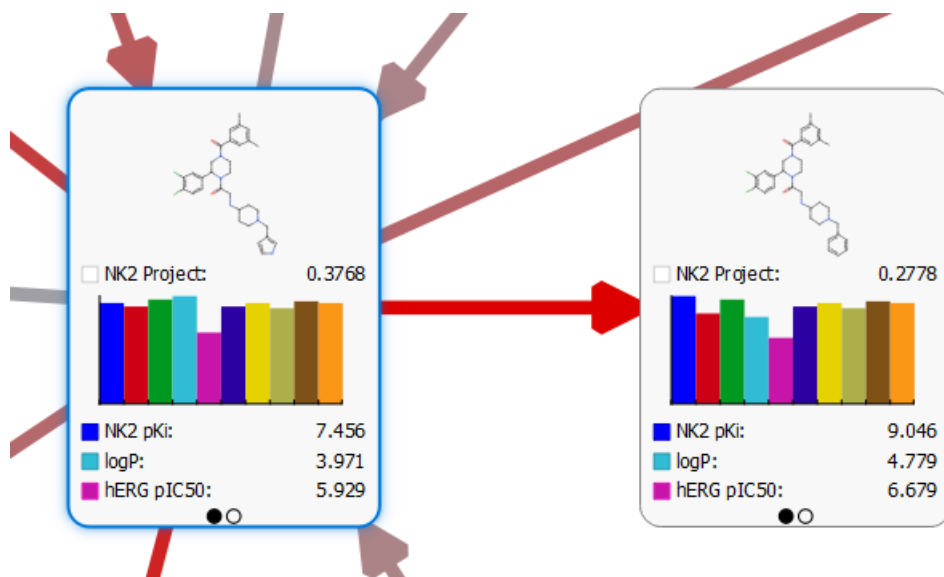 NK2 Project: 0.3768
NK2 pKi: 7.456
logP: 3.971
hERG pIC50: 5.929
NK2 Project: 0.2778
NK2 pKi: 9.046
logP: 4.779
hERG pIC50: 6.679